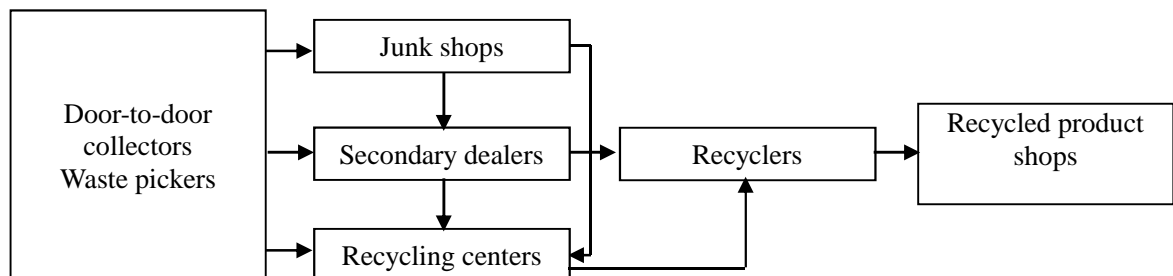 Door-to-door
collectors
Waste pickers
Junk shops
Secondary dealers
Recycling centers
Recyclers
Recycled product
shops